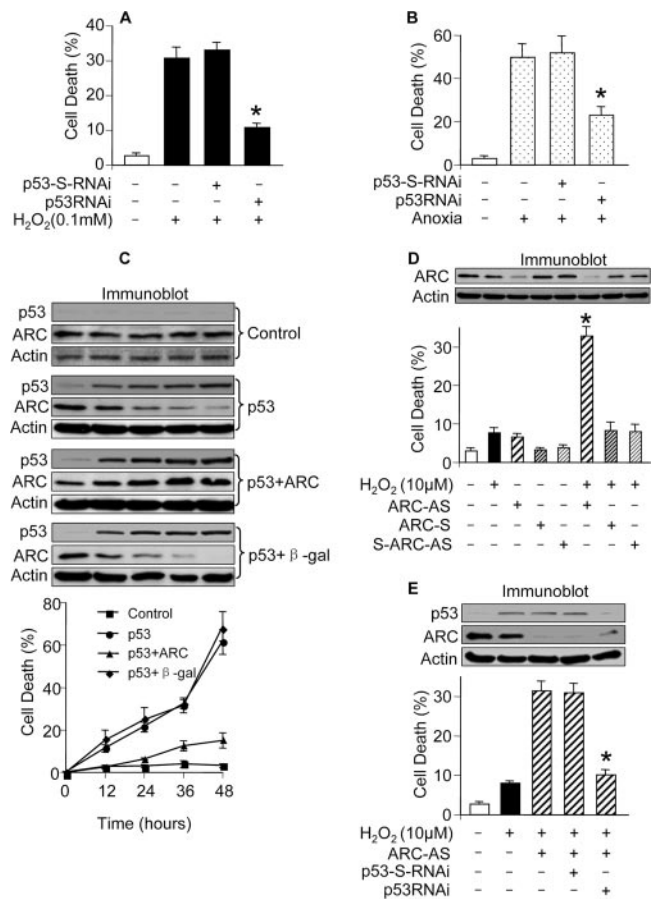 A
Cell Death (%)
40
30
20
10
0
p53-S-RNAi – – + –
p53RNAi – – – +
H2O2(0.1mM) – + + +
*
B
Cell Death (%)
60
40
20
0
p53-S-RNAi – – + –
p53RNAi – – – +
Anoxia – + + +
*
C
Immunoblot
p53
ARC
Actin
Control
p53
ARC
Actin
p53
p53
ARC
Actin
p53+ARC
p53
ARC
Actin
p53+β-gal
Cell Death (%)
80
60
40
20
0
Control
p53
p53+ARC
p53+β-gal
0 12 24 36 48
Time (hours)
D
Immunoblot
ARC
Actin
*
Cell Death (%)
30
20
10
0
H2O2 (10μM) – + – – – + + +
ARC-AS – – + – – + – –
ARC-S – – – + – – + –
S-ARC-AS – – – – + – – +
E
Immunoblot
p53
ARC
Actin
Cell Death (%)
30
20
10
0
*
H2O2 (10μM) – + + + +
ARC-AS – – + + +
p53-S-RNAi – – – + –
p53RNAi – – – – +